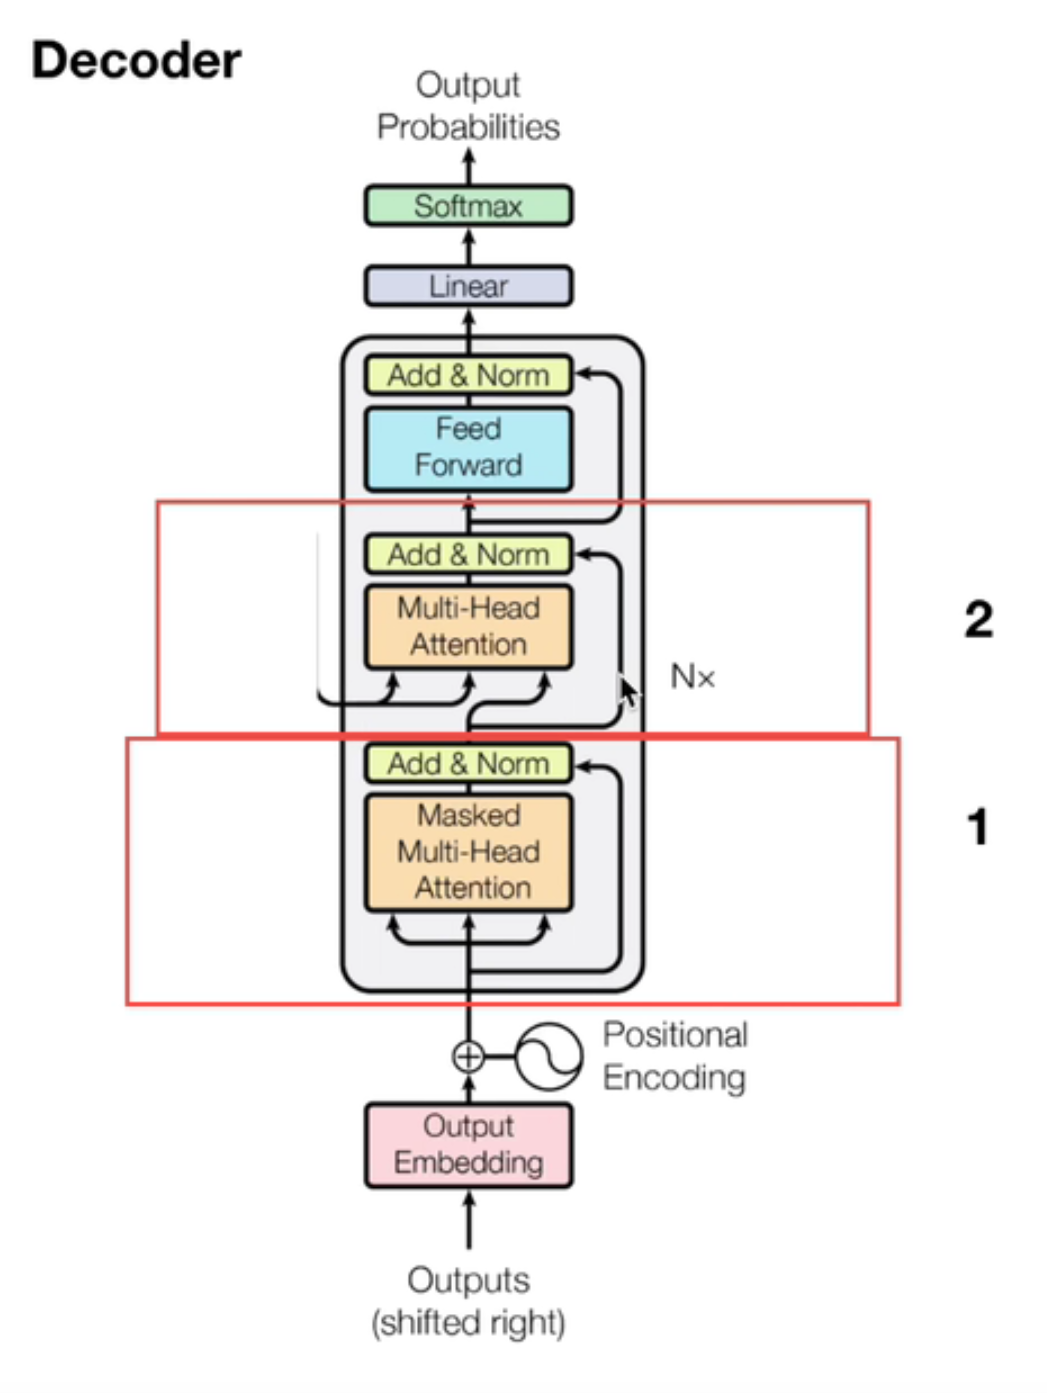 Decoder
Output
Probabilities
Softmax
Linear
Add & Norm
Feed
Forward
Add & Norm
Multi-Head
Attention
2
N×
Add & Norm
Masked
Multi-Head
Attention
1
Positional
Encoding
Output
Embedding
Outputs
(shifted right)